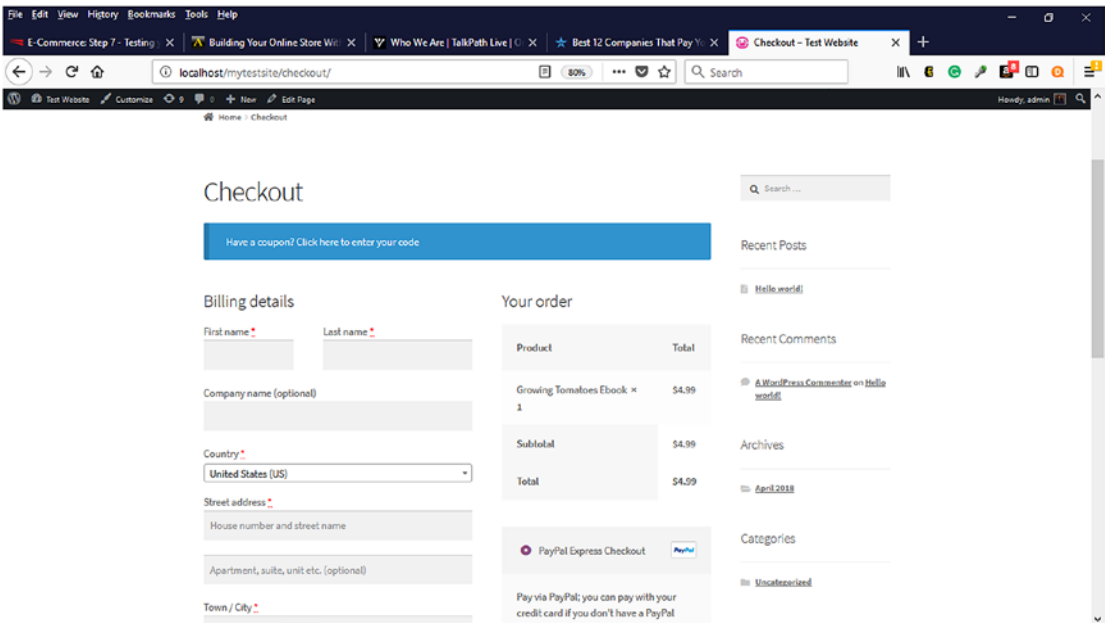 File Edit View History Bookmarks Tools Help
E-Commerce: Step 7 - Testing
Building Your Online Store Wit
Who We Are | TalkPath Live | O
Best 12 Companies That Pay Yo
Checkout – Test Website
localhost/mytestsite/checkout/
80%
Search
Test Website Customize 9 0 New Edit Page
Howdy, admin
Home › Checkout
Checkout
Have a coupon? Click here to enter your code
Billing details
First name *
Last name *
Company name (optional)
Country *
United States (US)
Street address *
House number and street name
Apartment, suite, unit etc. (optional)
Town / City *
Your order
Product Total
Growing Tomatoes Ebook × $4.99
1
Subtotal $4.99
Total $4.99
PayPal Express Checkout PayPal
Pay via PayPal; you can pay with your
credit card if you don't have a PayPal
Search …
Recent Posts
Hello world!
Recent Comments
A WordPress Commenter on Hello
world!
Archives
April 2018
Categories
Uncategorized